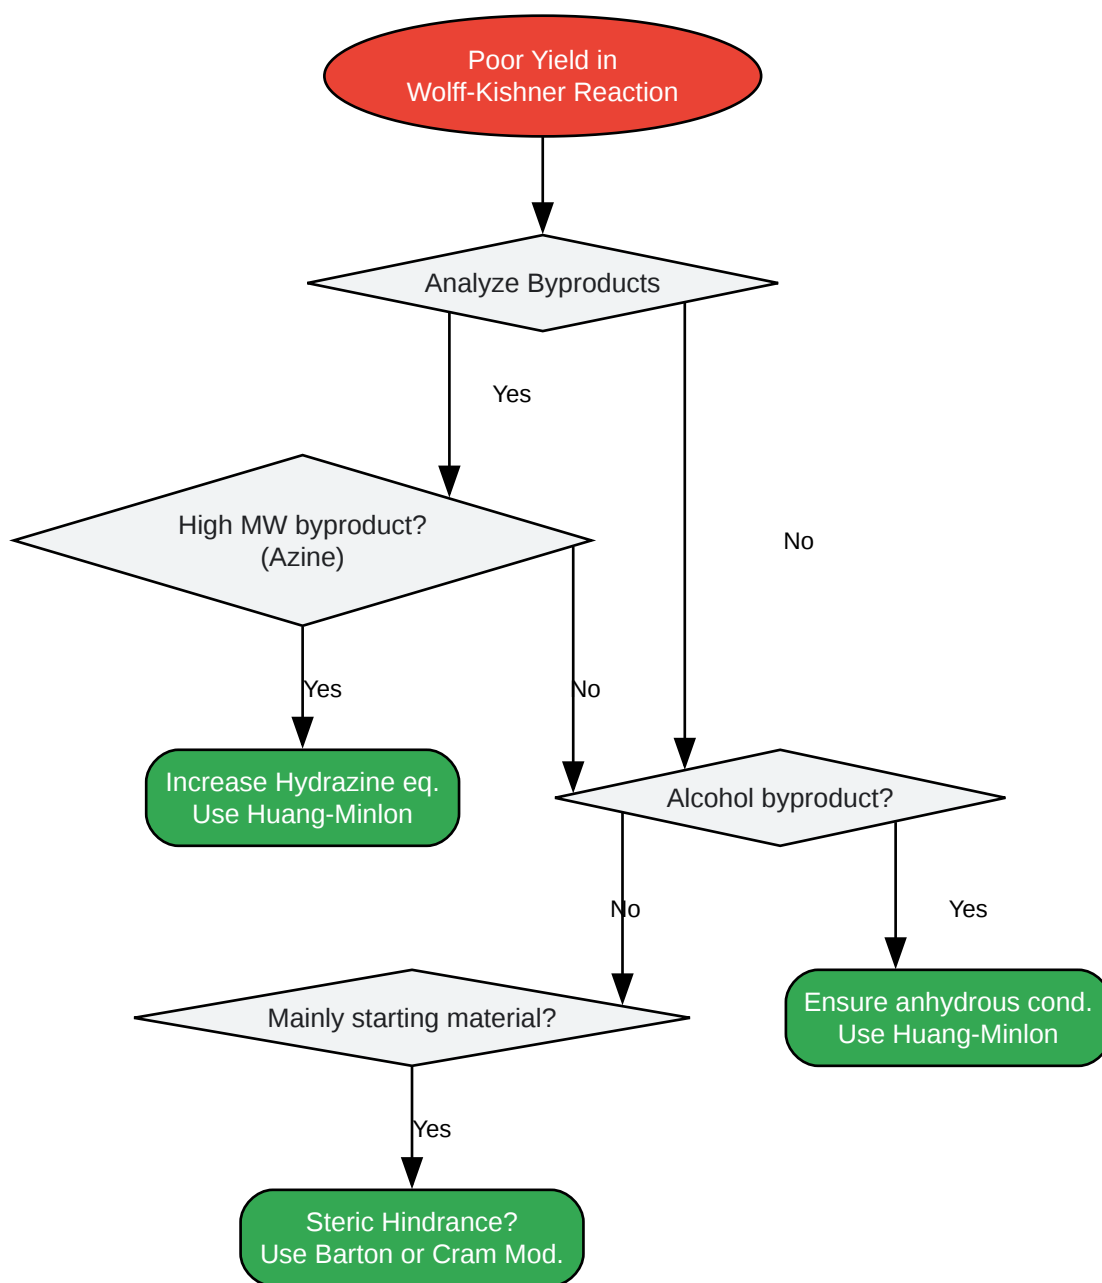 Poor Yield in
Wolff-Kishner Reaction
Analyze Byproducts
Yes
High MW byproduct?
(Azine)
No
Yes
No
Increase Hydrazine eq.
Use Huang-Minlon
Alcohol byproduct?
No
Yes
Mainly starting material?
Ensure anhydrous cond.
Use Huang-Minlon
Yes
Steric Hindrance?
Use Barton or Cram Mod.